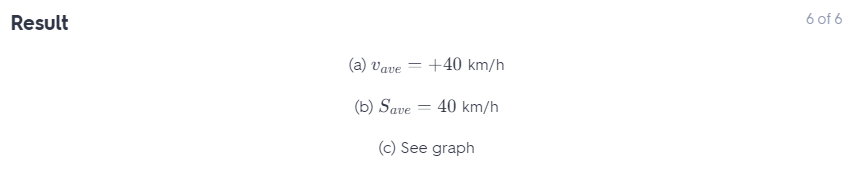 Result
6 of 6
(a) v_ave = +40 km/h
(b) S_ave = 40 km/h
(c) See graph